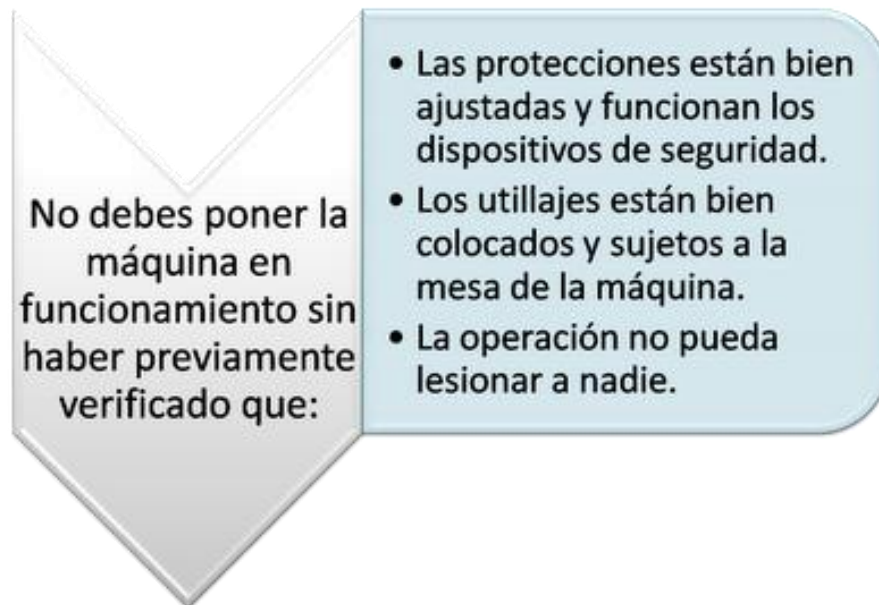 No debes poner la
máquina en
funcionamiento sin
haber previamente
verificado que:
• Las protecciones están bien
ajustadas y funcionan los
dispositivos de seguridad.
• Los utillajes están bien
colocados y sujetos a la
mesa de la máquina.
• La operación no pueda
lesionar a nadie.